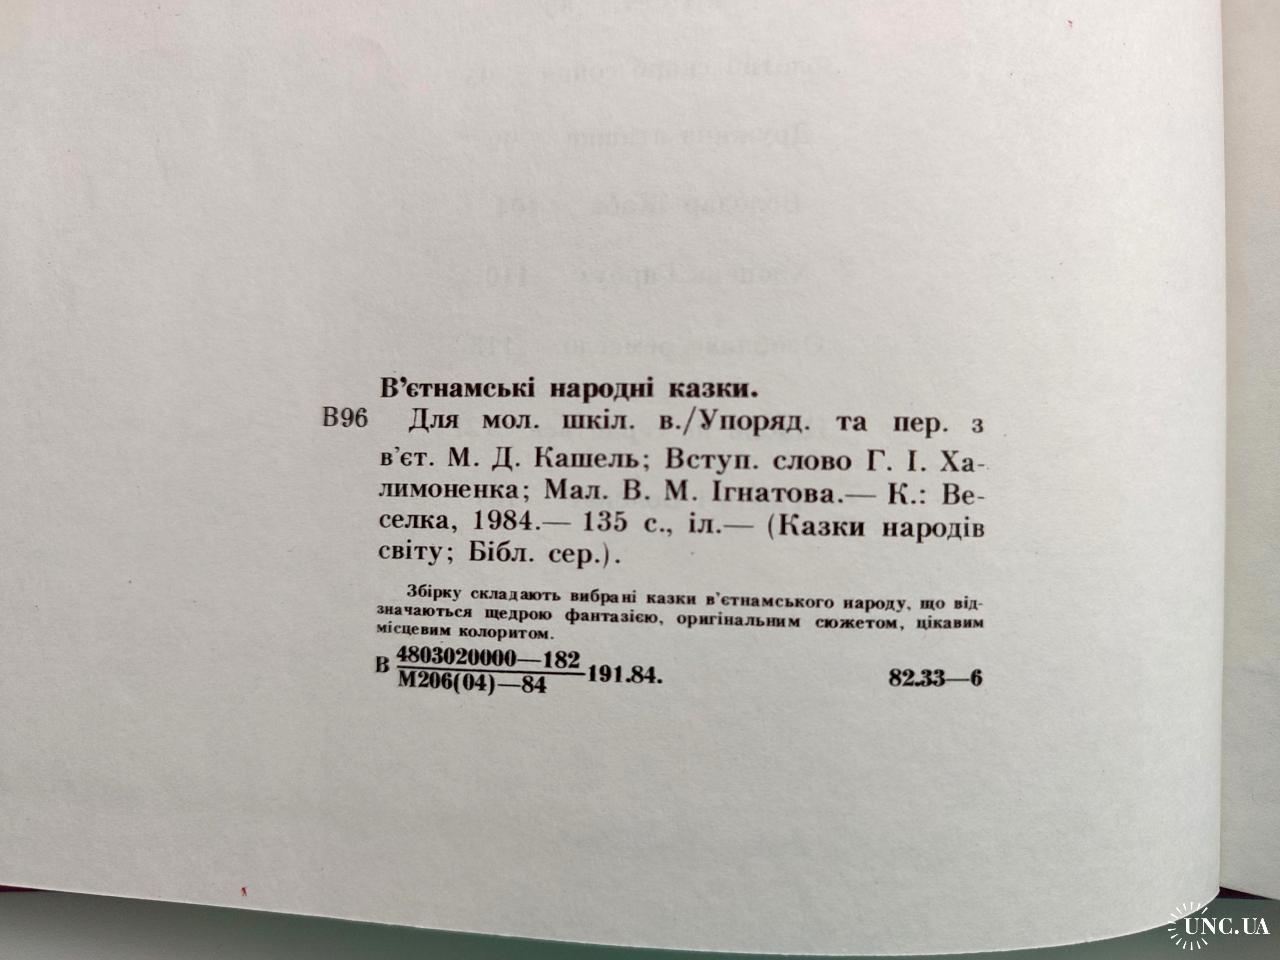 В’єтнамські народні казки.
В96 Для мол. шкіл. в./Упоряд. та пер. з
в’єт. М. Д. Кашель; Вступ. слово Г. І. Ха-
лимоненка; Мал. В. М. Ігнатова.— К.: Ве-
селка, 1984.— 135 с., іл.— (Казки народів
світу; Бібл. сер.).
Збірку складають вибрані казки в’єтнамського народу, що від-
значаються щедрою фантазією, оригінальним сюжетом, цікавим
місцевим колоритом.
В 4803020000—182
М206(04)—84 191.84. 82.33—6
UNC.UA